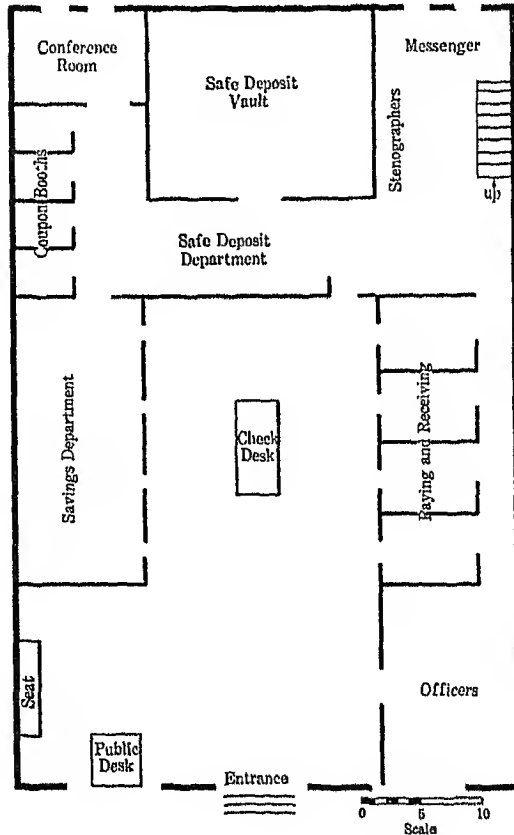 Conference
Room
Safe Deposit
Vault
Messenger
Stenographers
up
Coupon Booths
Safe Deposit
Department
Savings Department
Check
Desk
Paying and Receiving
Seat
Officers
Public
Desk
Entrance
0 5 10
Scale